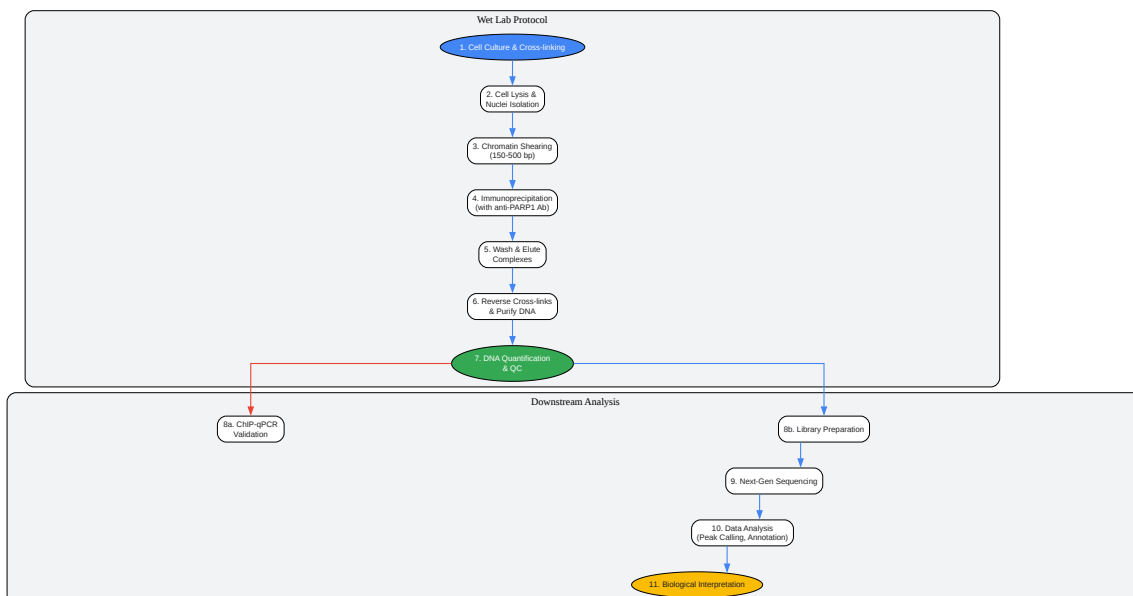 Wet Lab Protocol
1. Cell Culture & Cross-linking
2. Cell Lysis &
Nuclei Isolation
3. Chromatin Shearing
(150-500 bp)
4. Immunoprecipitation
(with anti-PARP1 Ab)
5. Wash & Elute
Complexes
6. Reverse Cross-links
& Purify DNA
7. DNA Quantification
& QC
Downstream Analysis
8a. ChIP-qPCR
Validation
8b. Library Preparation
9. Next-Gen Sequencing
10. Data Analysis
(Peak Calling, Annotation)
11. Biological Interpretation